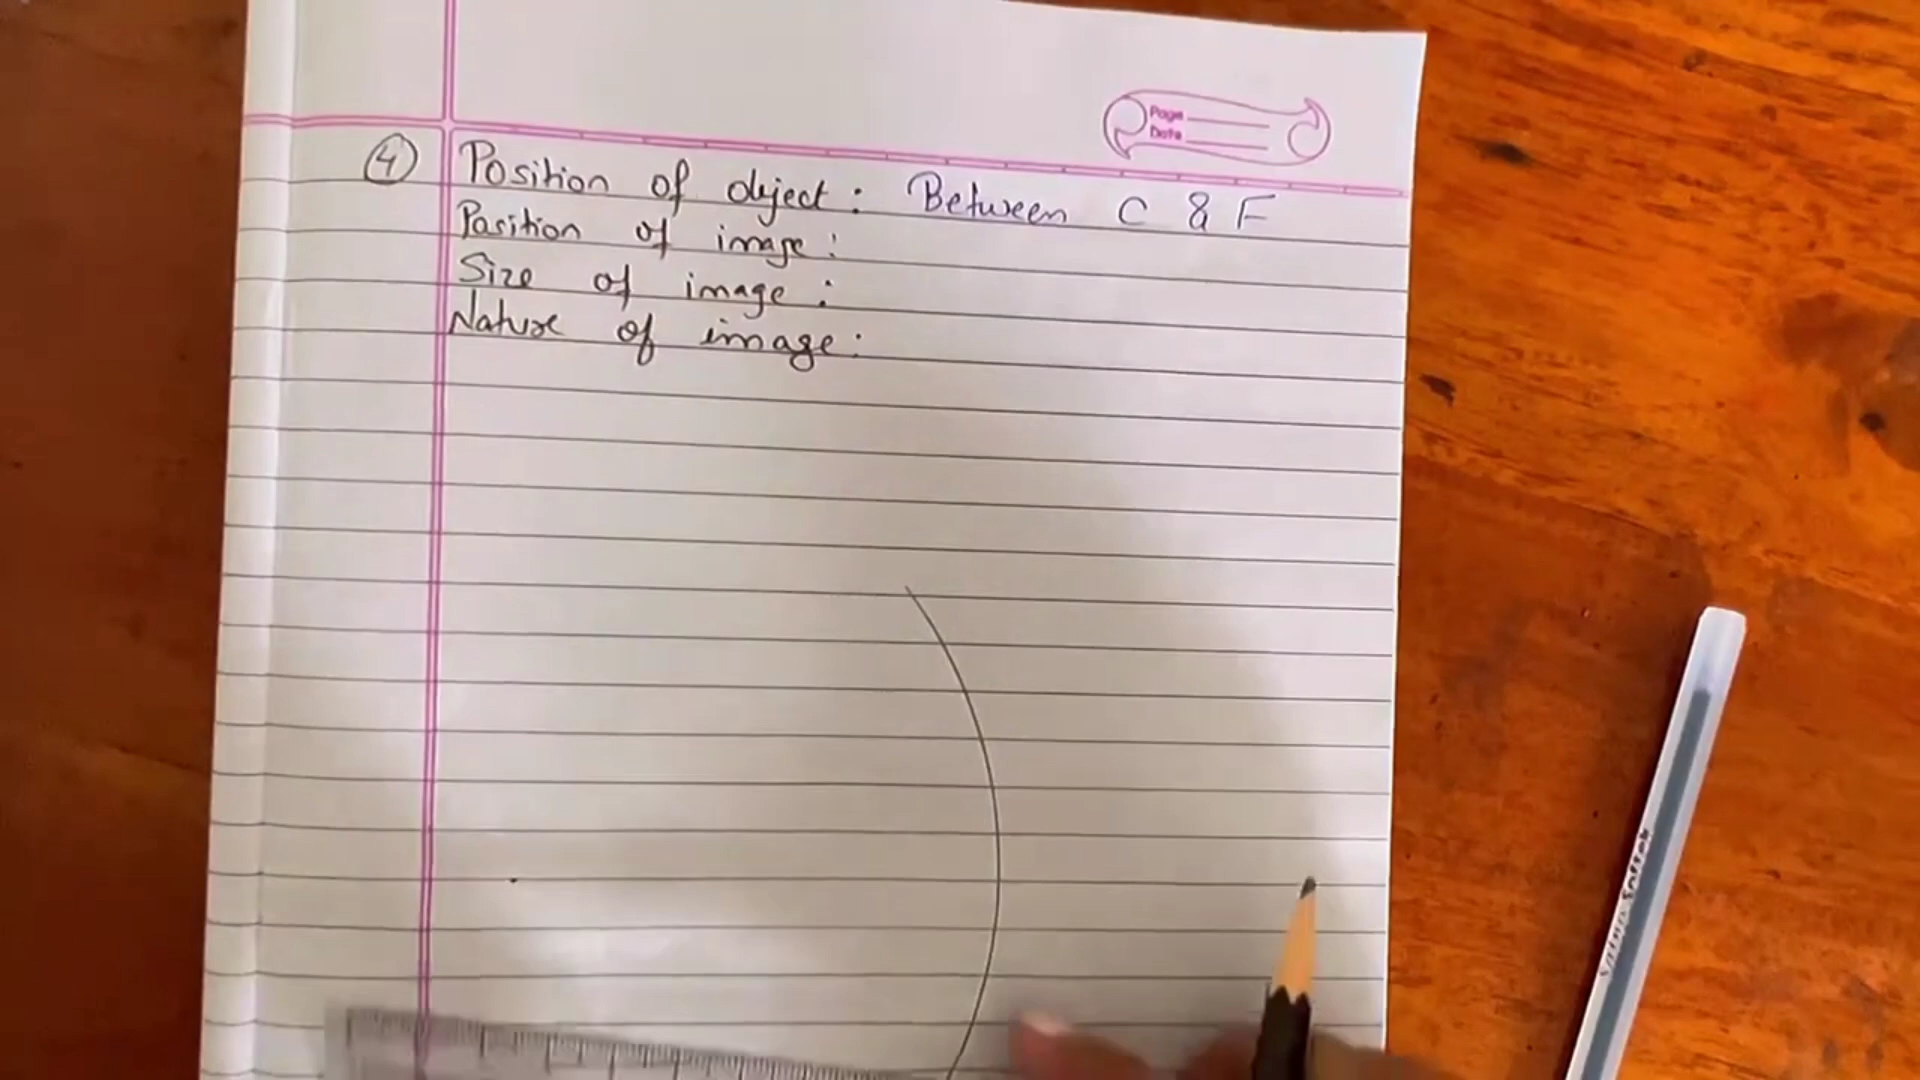 Page
Date
④ Position of object: Between C & F
Position of image:
Size of image:
Nature of image: